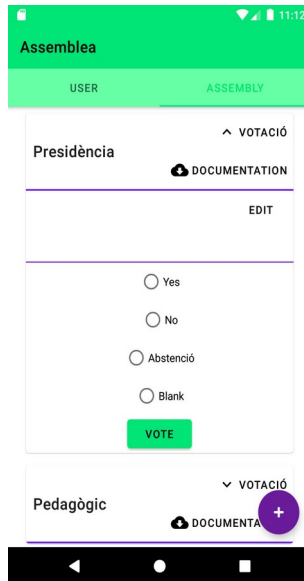 11:12
Assemblea
USER ASSEMBLY
VOTACIÓ
Presidència
DOCUMENTATION
EDIT
Yes
No
Abstenció
Blank
VOTE
VOTACIÓ
Pedagògic
+
DOCUMENTA